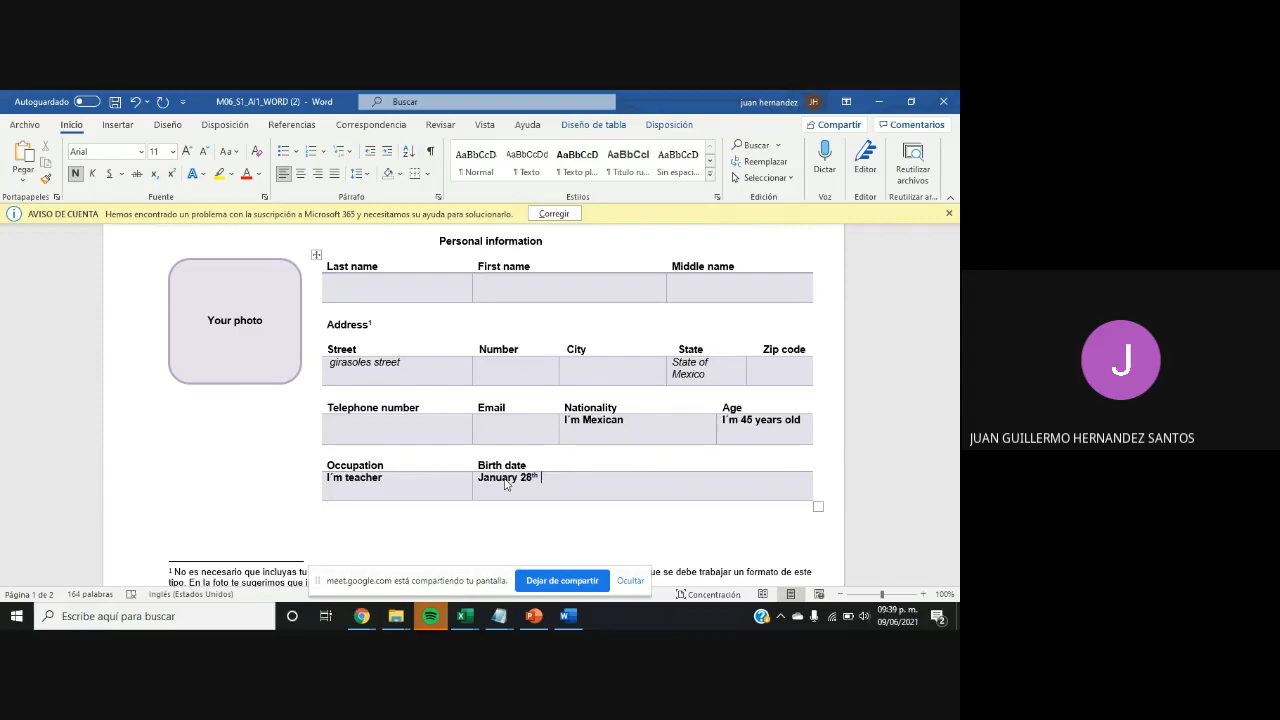 Autoguardado M06_S1_AI1_WORD (2) - Word Buscar juan hernandez JH
Archivo Inicio Insertar Diseño Disposición Referencias Correspondencia Revisar Vista Ayuda Diseño de tabla Disposición Compartir Comentarios
Pegar Arial 11 AaBbCcD AaBbCcDd AaBbCcD AaBbCcI AaBbCcD Buscar Dictar Editor Reutilizar archivos
¶ Normal ¶ Texto ¶ Texto pl... ¶ Titulo ru... ¶ Sin espaci... Reemplazar
Seleccionar
Portapapeles Fuente Párrafo Estilos Edición Voz Editor Reutilizar ar...
AVISO DE CUENTA Hemos encontrado un problema con la suscripción a Microsoft 365 y necesitamos su ayuda para solucionarlo. Corregir
Personal information
Last name First name Middle name
Your photo
Address¹
Street Number City State Zip code
girasoles street State of
Mexico
Telephone number Email Nationality Age
I´m Mexican I´m 45 years old
Occupation Birth date
I´m teacher January 28th
¹ No es necesario que incluyas tu que se debe trabajar un formato de este
tipo. En la foto te sugerimos que i
meet.google.com está compartiendo tu pantalla. Dejar de compartir Ocultar
Página 1 de 2 164 palabras Inglés (Estados Unidos) Concentración 100%
Escribe aquí para buscar 09:39 p. m.
09/06/2021
2
J
JUAN GUILLERMO HERNANDEZ SANTOS